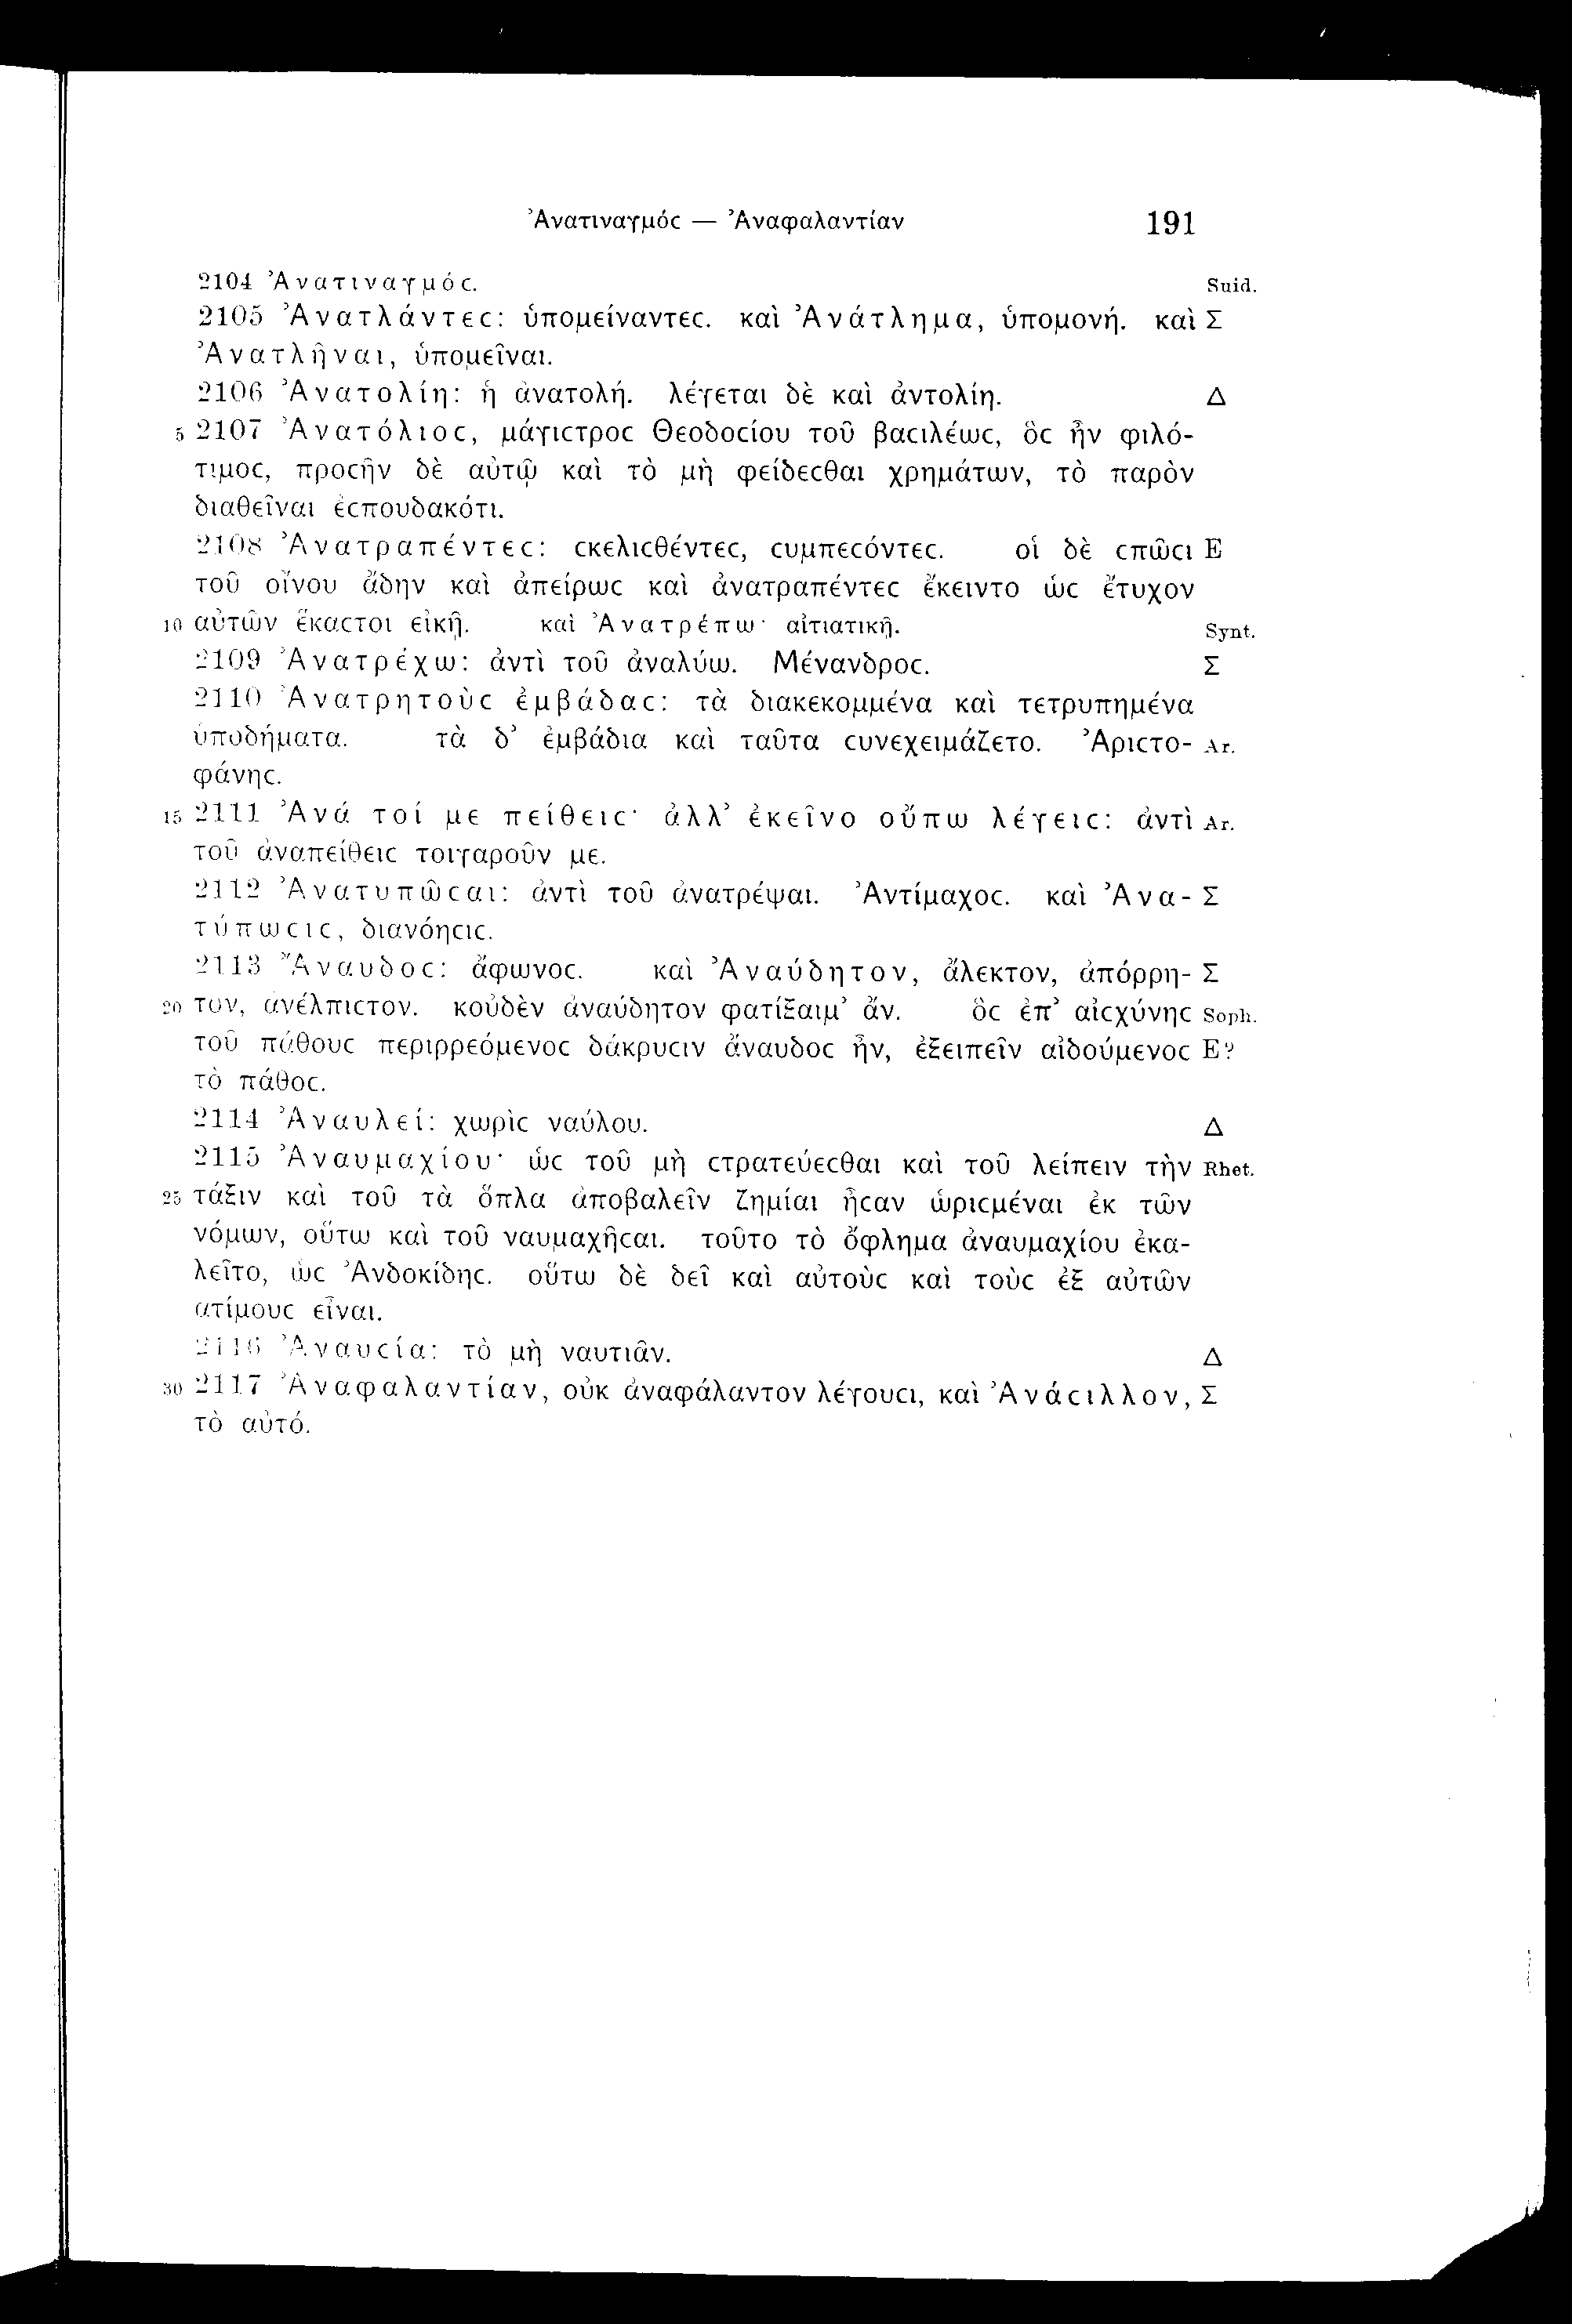 Ἀνατιναγμόϲ — Ἀναφαλαντίαν 191
2104 Ἀνατιναγμόϲ. Suid.
2105 Ἀνατλάντεϲ: ὑπομείναντεϲ. καὶ Ἀνάτλημα, ὑπομονή. καὶ Σ
Ἀνατλῆναι, ὑπομεῖναι.
2106 Ἀνατολίη: ἡ ἀνατολή. λέγεται δὲ καὶ ἀντολίη. Δ
5 2107 Ἀνατόλιοϲ, μάγιϲτροϲ Θεοδοϲίου τοῦ βαϲιλέωϲ, ὃϲ ἦν φιλό-
τιμοϲ, προϲῆν δὲ αὐτῷ καὶ τὸ μὴ φείδεϲθαι χρημάτων, τὸ παρὸν
διαθεῖναι ἐϲπουδακότι.
2108 Ἀνατραπέντεϲ: ϲκελιϲθέντεϲ, ϲυμπεϲόντεϲ. οἱ δὲ ϲπῶϲι E
τοῦ οἴνου ἄδην καὶ ἀπείρωϲ καὶ ἀνατραπέντεϲ ἔκειντο ὡϲ ἔτυχον
10 αὐτῶν ἕκαϲτοι εἰκῆ. καὶ Ἀνατρέπω· αἰτιατικῇ. Synt.
2109 Ἀνατρέχω: ἀντὶ τοῦ ἀναλύω. Μένανδροϲ. Σ
2110 Ἀνατρητοὺϲ ἐμβάδαϲ: τὰ διακεκομμένα καὶ τετρυπημένα
ὑποδήματα. τὰ δ' ἐμβάδια καὶ ταῦτα ϲυνεχειμάζετο. Ἀριϲτο- Ar.
φάνηϲ.
15 2111 Ἀνά τοί με πείθειϲ· ἀλλ' ἐκεῖνο οὔπω λέγειϲ: ἀντὶ Ar.
τοῦ ἀναπείθειϲ τοιγαροῦν με.
2112 Ἀνατυπῶϲαι: ἀντὶ τοῦ ἀνατρέψαι. Ἀντίμαχοϲ. καὶ Ἀνα- Σ
τύπωϲιϲ, διανόηϲιϲ.
2113 Ἄναυδοϲ: ἄφωνοϲ. καὶ Ἀναύδητον, ἄλεκτον, ἀπόρρη- Σ
20 τον, ἀνέλπιϲτον. κοὐδὲν ἀναύδητον φατίξαιμ' ἄν. ὃϲ ἐπ' αἰϲχύνηϲ Soph.
τοῦ πάθουϲ περιρρεόμενοϲ δάκρυϲιν ἄναυδοϲ ἦν, ἐξειπεῖν αἰδούμενοϲ E?
τὸ πάθοϲ.
2114 Ἀναυλεί: χωρὶϲ ναύλου. Δ
2115 Ἀναυμαχίου· ὡϲ τοῦ μὴ ϲτρατεύεϲθαι καὶ τοῦ λείπειν τὴν Rhet.
25 τάξιν καὶ τοῦ τὰ ὅπλα ἀποβαλεῖν ζημίαι ἦϲαν ὡριϲμέναι ἐκ τῶν
νόμων, οὕτω καὶ τοῦ ναυμαχῆϲαι. τοῦτο τὸ ὄφλημα ἀναυμαχίου ἐκα-
λεῖτο, ὡϲ Ἀνδοκίδηϲ. οὕτω δὲ δεῖ καὶ αὐτοὺϲ καὶ τοὺϲ ἐξ αὐτῶν
ἀτίμουϲ εἶναι.
2116 Ἀναυϲία: τὸ μὴ ναυτιᾶν. Δ
30 2117 Ἀναφαλαντίαν, οὐκ ἀναφάλαντον λέγουϲι, καὶ Ἀνάϲιλλον, Σ
τὸ αὐτό.